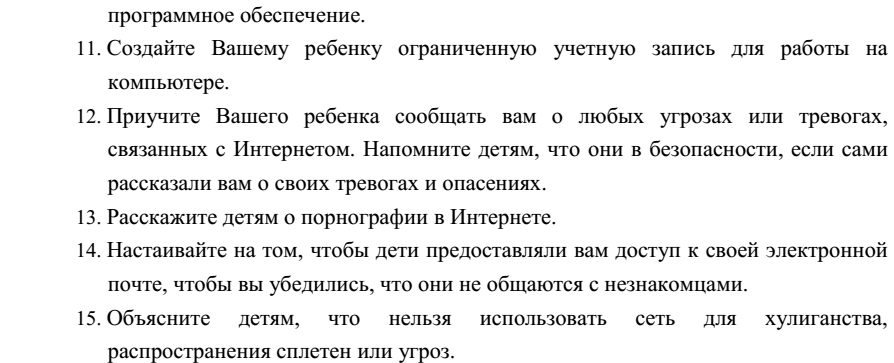 программное обеспечение.
11. Создайте Вашему ребенку ограниченную учетную запись для работы на
компьютере.
12. Приучите Вашего ребенка сообщать вам о любых угрозах или тревогах,
связанных с Интернетом. Напомните детям, что они в безопасности, если сами
рассказали вам о своих тревогах и опасениях.
13. Расскажите детям о порнографии в Интернете.
14. Настаивайте на том, чтобы дети предоставляли вам доступ к своей электронной
почте, чтобы вы убедились, что они не общаются с незнакомцами.
15. Объясните детям, что нельзя использовать сеть для хулиганства,
распространения сплетен или угроз.